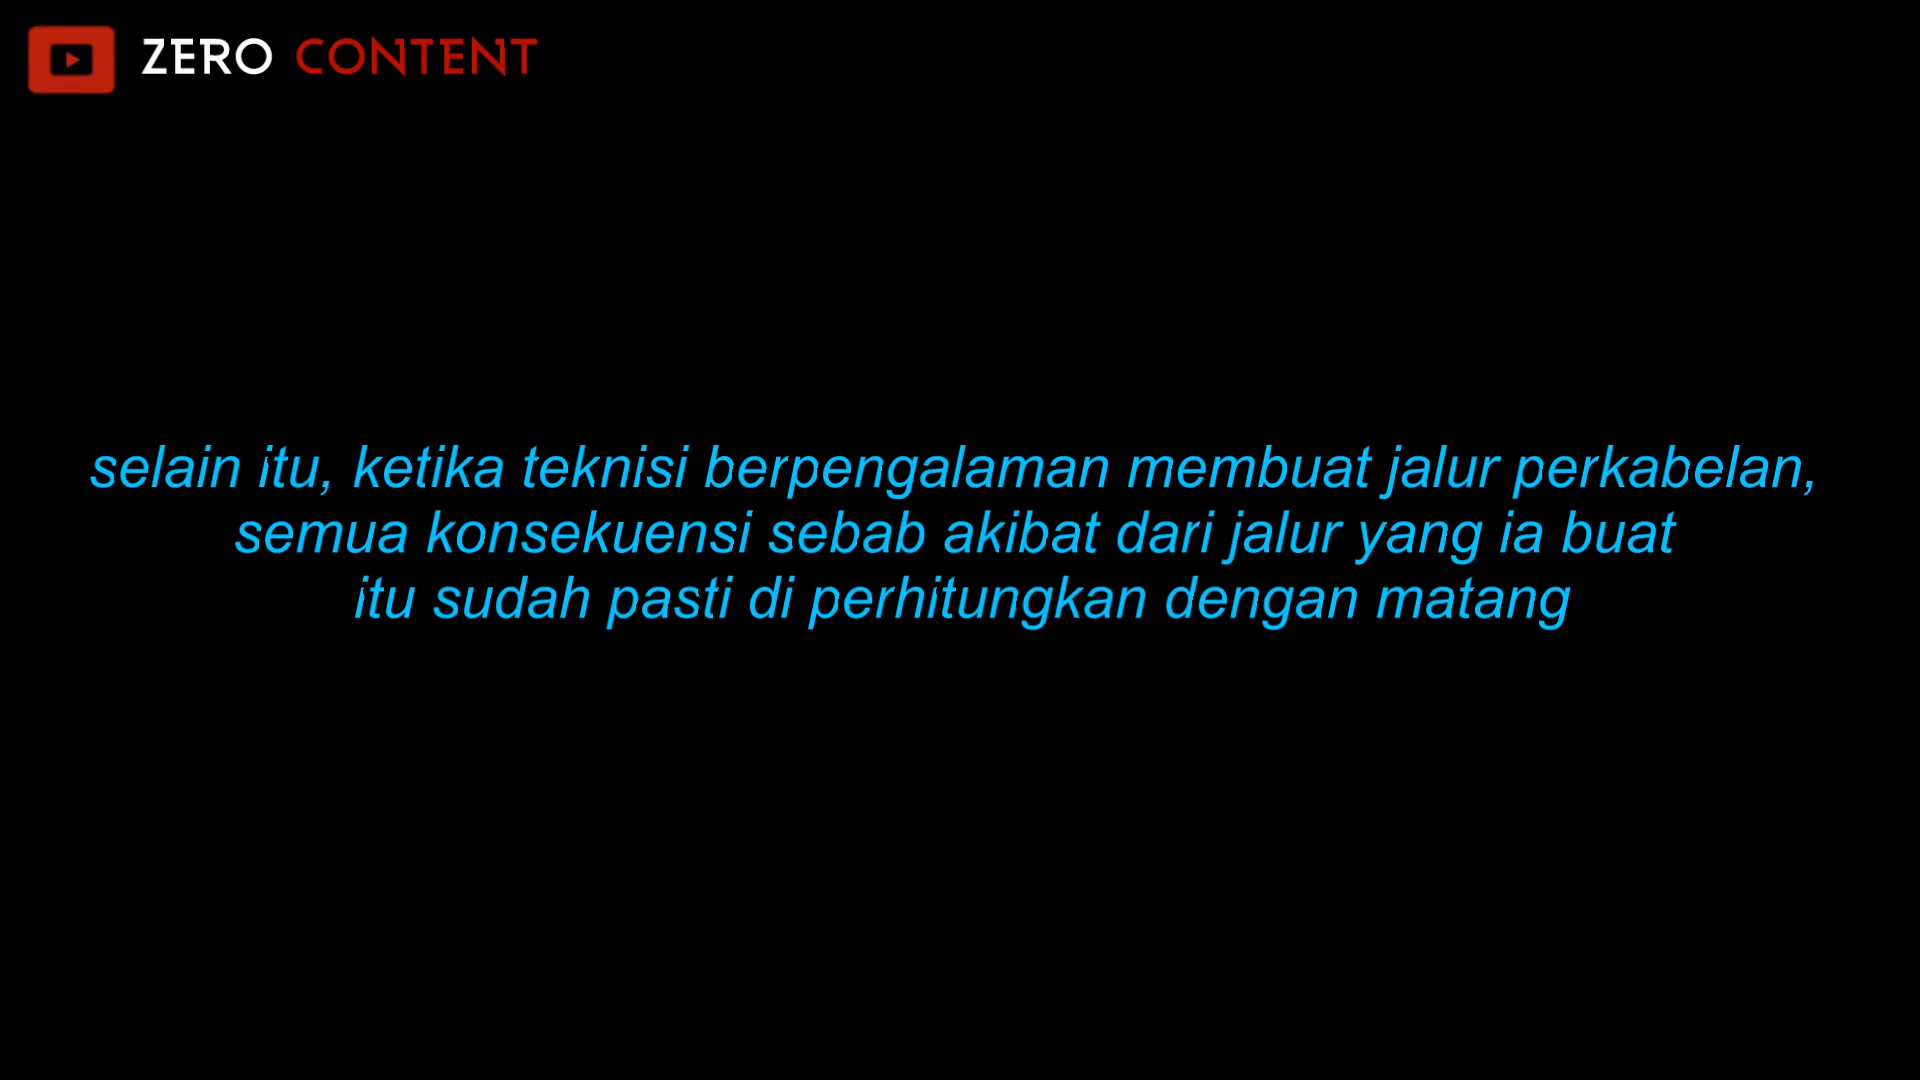 ZERO CONTENT
selain itu, ketika teknisi berpengalaman membuat jalur perkabelan,
semua konsekuensi sebab akibat dari jalur yang ia buat
itu sudah pasti di perhitungkan dengan matang